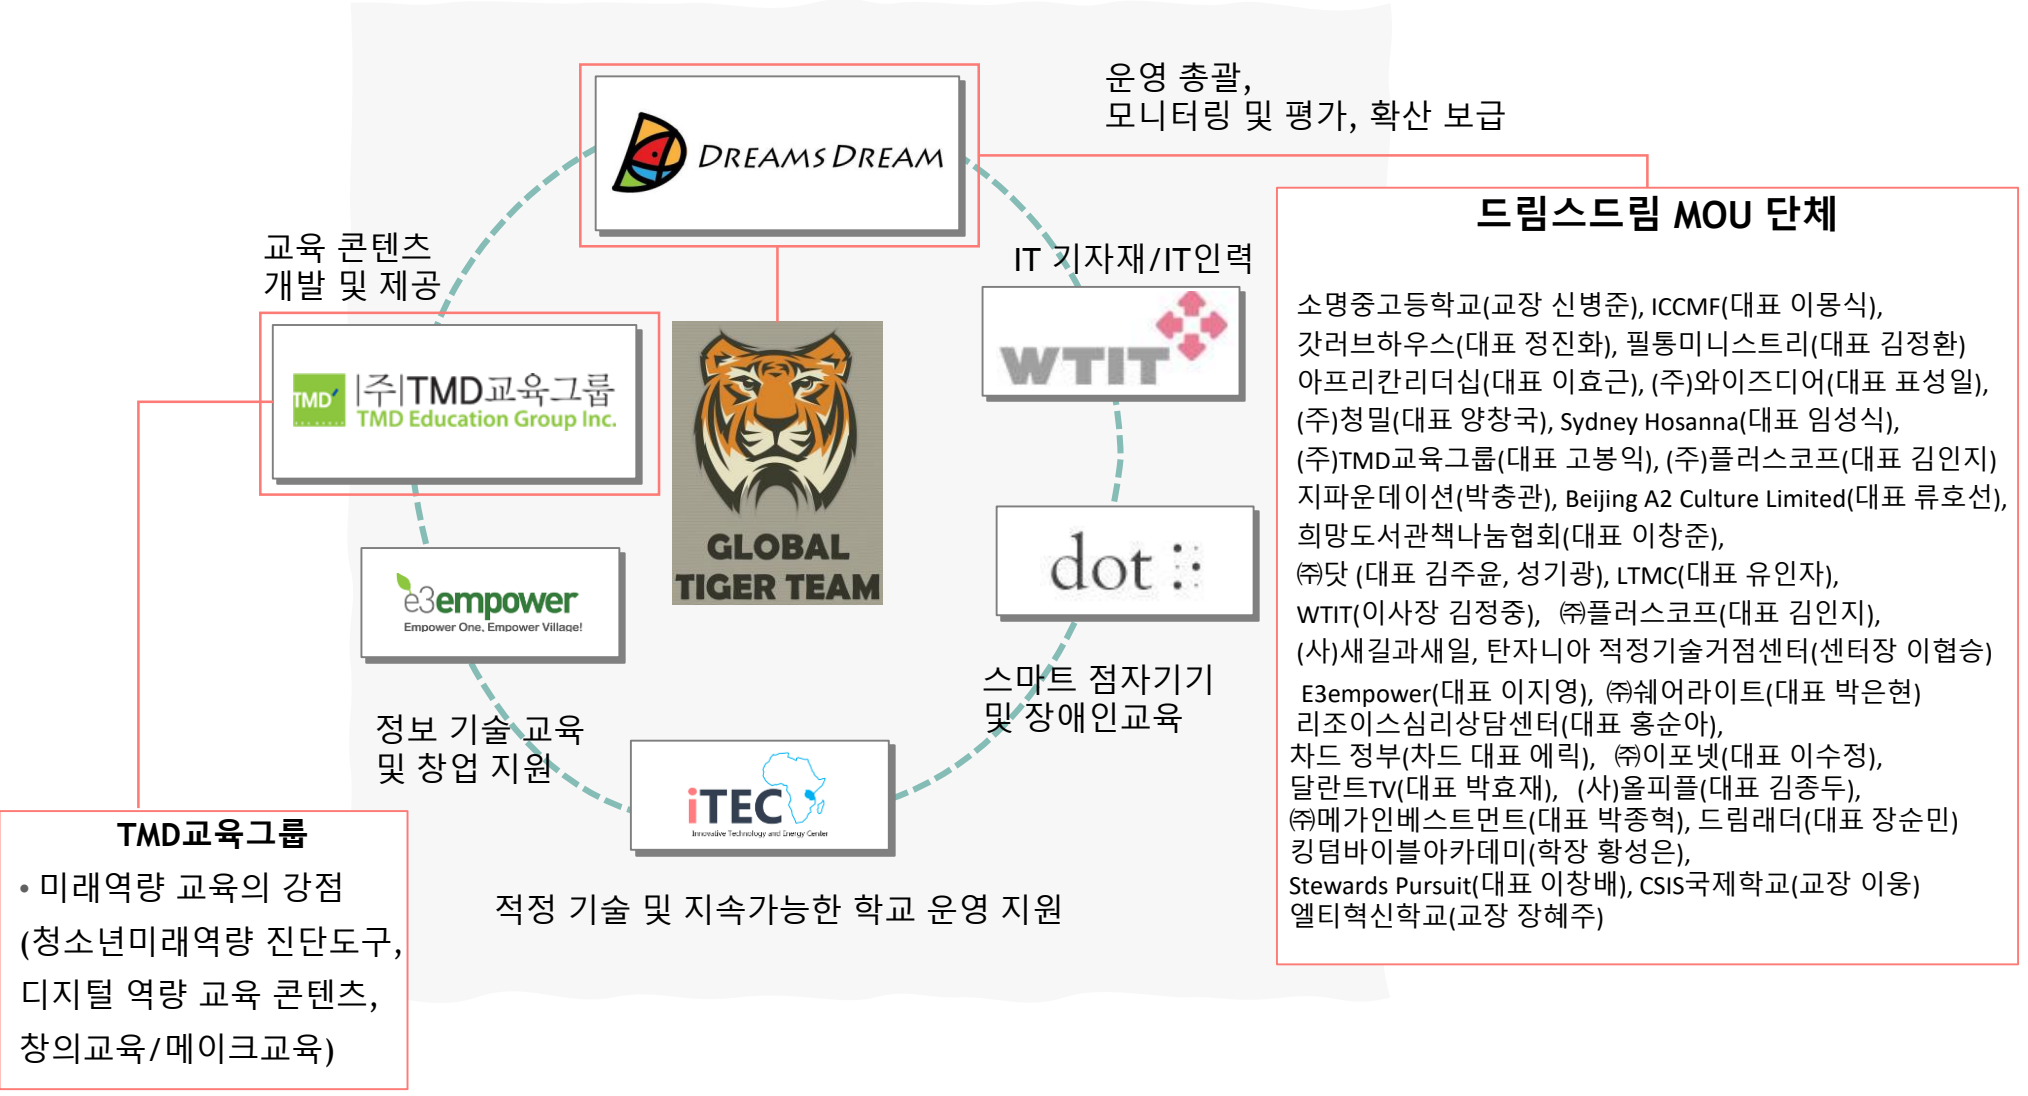 운영 총괄,
모니터링 및 평가, 확산 보급
DREAMSDREAM
교육 콘텐츠
개발 및 제공
IT 기자재/IT인력
WTIT
TMD
|주|TMD교육그룹
TMD Education Group Inc.
GLOBAL
TIGER TEAM
dot
e3empower
Empower One, Empower Village!
스마트 점자기기
및 장애인교육
정보 기술 교육
및 창업 지원
iTEC
Innovative Technology and Energy Center
적정 기술 및 지속가능한 학교 운영 지원
TMD교육그룹
• 미래역량 교육의 강점
(청소년미래역량 진단도구,
디지털 역량 교육 콘텐츠,
창의교육/메이크교육)
드림스드림 MOU 단체
소명중고등학교(교장 신병준), ICCMF(대표 이몽식),
갓러브하우스(대표 정진화), 필통미니스트리(대표 김정환)
아프리칸리더십(대표 이효근), (주)와이즈디어(대표 표성일),
(주)청밀(대표 양창국), Sydney Hosanna(대표 임성식),
(주)TMD교육그룹(대표 고봉익), (주)플러스코프(대표 김인지)
지파운데이션(박충관), Beijing A2 Culture Limited(대표 류호선),
희망도서관책나눔협회(대표 이창준),
㈜닷 (대표 김주윤, 성기광), LTMC(대표 유인자),
WTIT(이사장 김정중), ㈜플러스코프(대표 김인지),
(사)새길과새일, 탄자니아 적정기술거점센터(센터장 이협승)
E3empower(대표 이지영), ㈜쉐어라이트(대표 박은현)
리조이스심리상담센터(대표 홍순아),
차드 정부(차드 대표 에릭), ㈜이포넷(대표 이수정),
달란트TV(대표 박효재), (사)올피플(대표 김종두),
㈜메가인베스트먼트(대표 박종혁), 드림래더(대표 장순민)
킹덤바이블아카데미(학장 황성은),
Stewards Pursuit(대표 이창배), CSIS국제학교(교장 이웅)
엘티혁신학교(교장 장혜주)